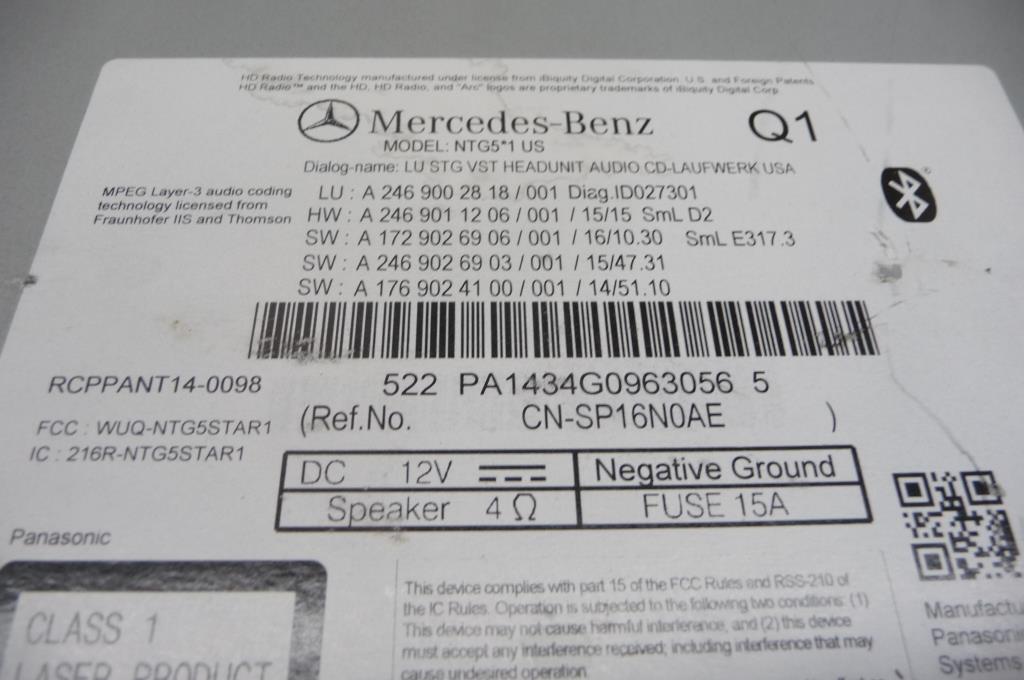 HD Radio Technology manufactured under license from iBiquity Digital Corporation. U.S. and Foreign Patents
HD Radio™ and the HD, HD Radio, and "Arc" logos are proprietary trademarks of iBiquity Digital Corp.
Mercedes-Benz Q1
MODEL: NTG5*1 US
Dialog-name: LU STG VST HEADUNIT AUDIO CD-LAUFWERK USA
MPEG Layer-3 audio coding
technology licensed from
Fraunhofer IIS and Thomson
LU : A 246 900 28 18 / 001 Diag.ID027301
HW : A 246 901 12 06 / 001 / 15/15 SmL D2
SW : A 172 902 69 06 / 001 / 16/10.30 SmL E317.3
SW : A 246 902 69 03 / 001 / 15/47.31
SW : A 176 902 41 00 / 001 / 14/51.10
RCPPANT14-0098
522 PA1434G0963056 5
FCC : WUQ-NTG5STAR1
IC : 216R-NTG5STAR1
(Ref.No. CN-SP16N0AE )
DC 12V Negative Ground
Speaker 4 Ω FUSE 15A
Panasonic
CLASS 1
LASER PRODUCT
This device complies with part 15 of the FCC Rules and RSS-210 of
the IC Rules. Operation is subjected to the following two conditions: (1)
This device may not cause harmful interference, and (2) this device
must accept any interference received, including interference that may
cause undesired operation.
Manufactu
Panasonic
Systems